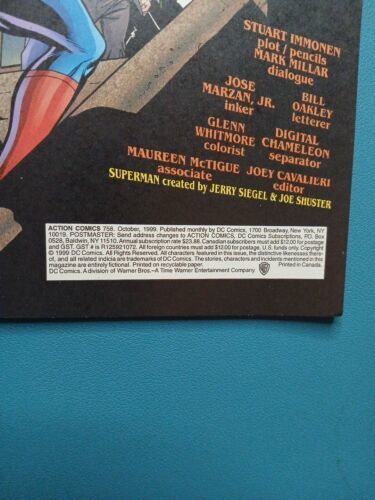 STUART IMMONEN
plot / pencils
MARK MILLAR
dialogue
JOSE
MARZAN, JR.
inker
BILL
OAKLEY
letterer
GLENN
WHITMORE
colorist
DIGITAL
CHAMELEON
separator
MAUREEN McTIGUE
associate
JOEY CAVALIERI
editor
SUPERMAN created by JERRY SIEGEL & JOE SHUSTER
ACTION COMICS 758. October, 1999. Published monthly by DC Comics, 1700 Broadway, New York, NY
10019. POSTMASTER: Send address changes to ACTION COMICS, DC Comics Subscriptions, PO. Box
0528, Baldwin, NY 11510. Annual subscription rate $23.88. Canadian subscribers must add $12.00 for postage
and GST. GST # is R125921072. All foreign countries must add $12.00 for postage. U.S. funds only. Copyright
© 1999 DC Comics. All Rights Reserved. All characters featured in this issue, the distinctive likenesses there-
of, and all related indicia are trademarks of DC Comics. The stories, characters and incidents mentioned in this
magazine are entirely fictional. Printed on recyclable paper.
DC Comics. A division of Warner Bros.–A Time Warner Entertainment Company
Printed in Canada.